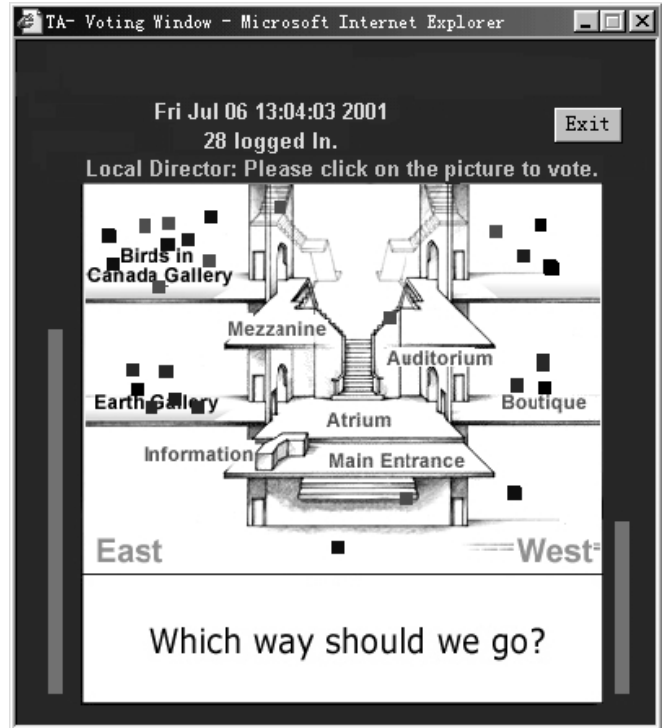 TA- Voting Window - Microsoft Internet Explorer
Fri Jul 06 13:04:03 2001
Exit
28 logged In.
Local Director: Please click on the picture to vote.
Birds in
Canada Gallery
Mezzanine
Auditorium
Earth Gallery
Boutique
Atrium
Information
Main Entrance
East
West
Which way should we go?